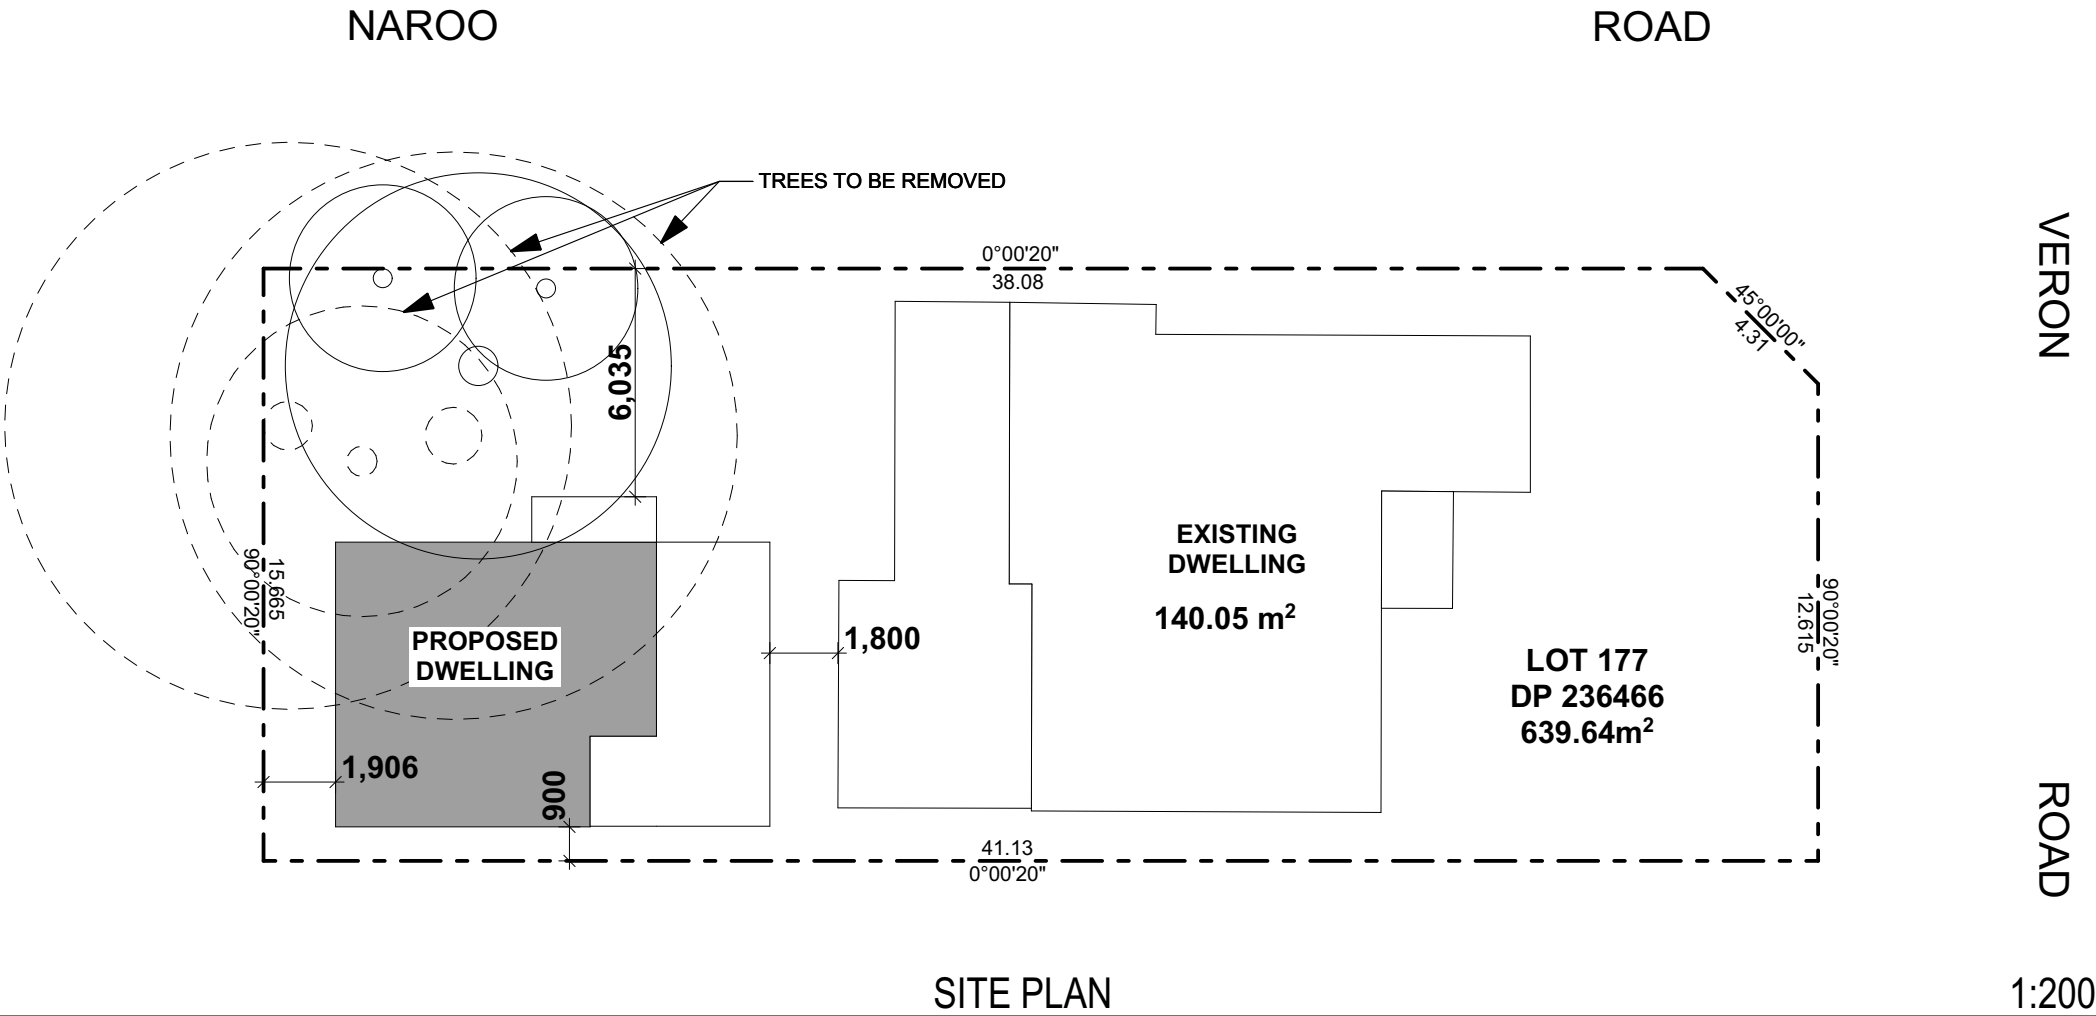 NAROO ROAD
TREES TO BE REMOVED
0°00'20"
38.08
45°00'00"
4.31
VERON
6,035
EXISTING
DWELLING
140.05 m²
15.665
90°00'20"
PROPOSED
DWELLING
1,800
90°00'20"
12.615
LOT 177
DP 236466
639.64m²
1,906
900
ROAD
41.13
0°00'20"
SITE PLAN
1:200